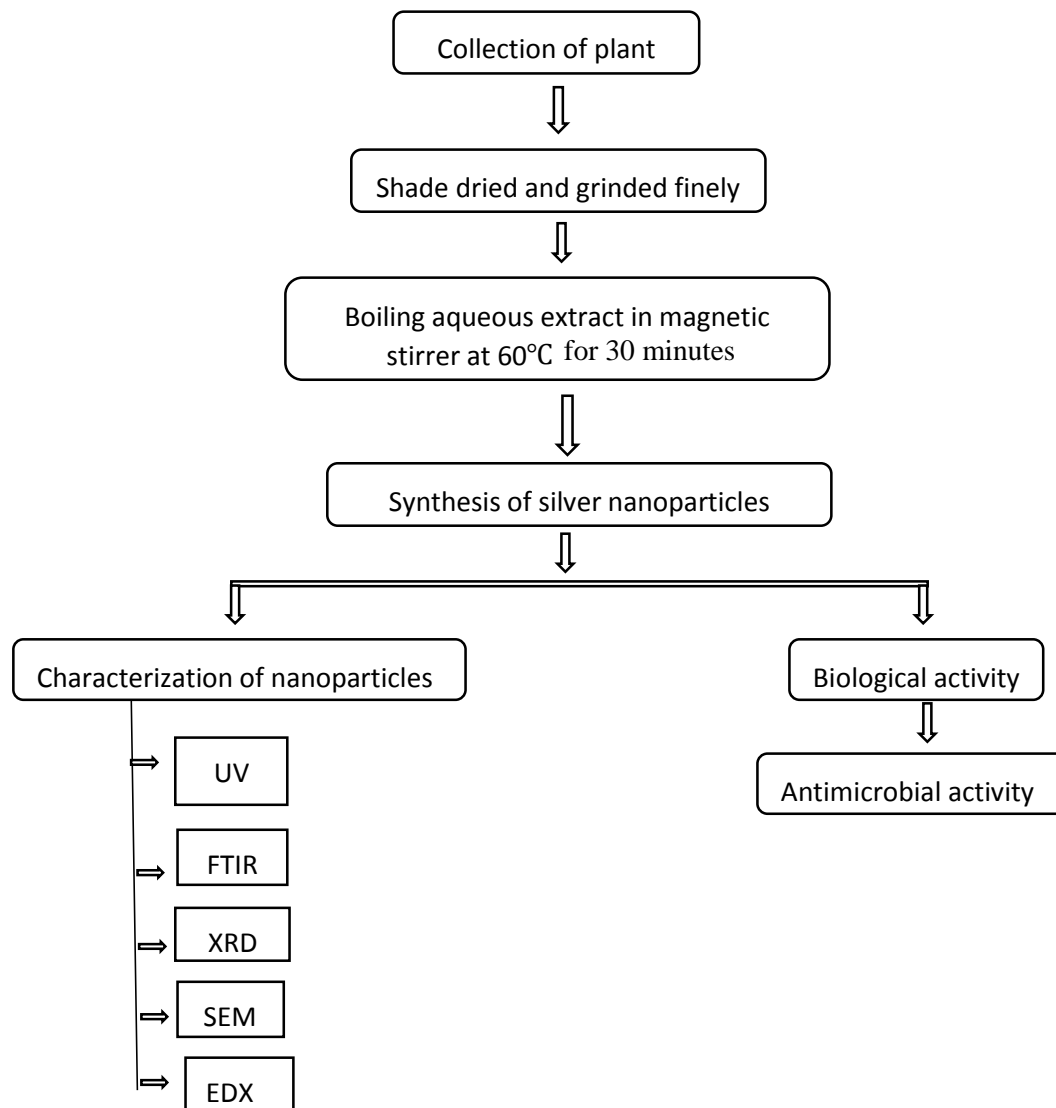 Collection of plant
Shade dried and grinded finely
Boiling aqueous extract in magnetic
stirrer at 60℃ for 30 minutes
Synthesis of silver nanoparticles
Characterization of nanoparticles
Biological activity
UV
Antimicrobial activity
FTIR
XRD
SEM
EDX